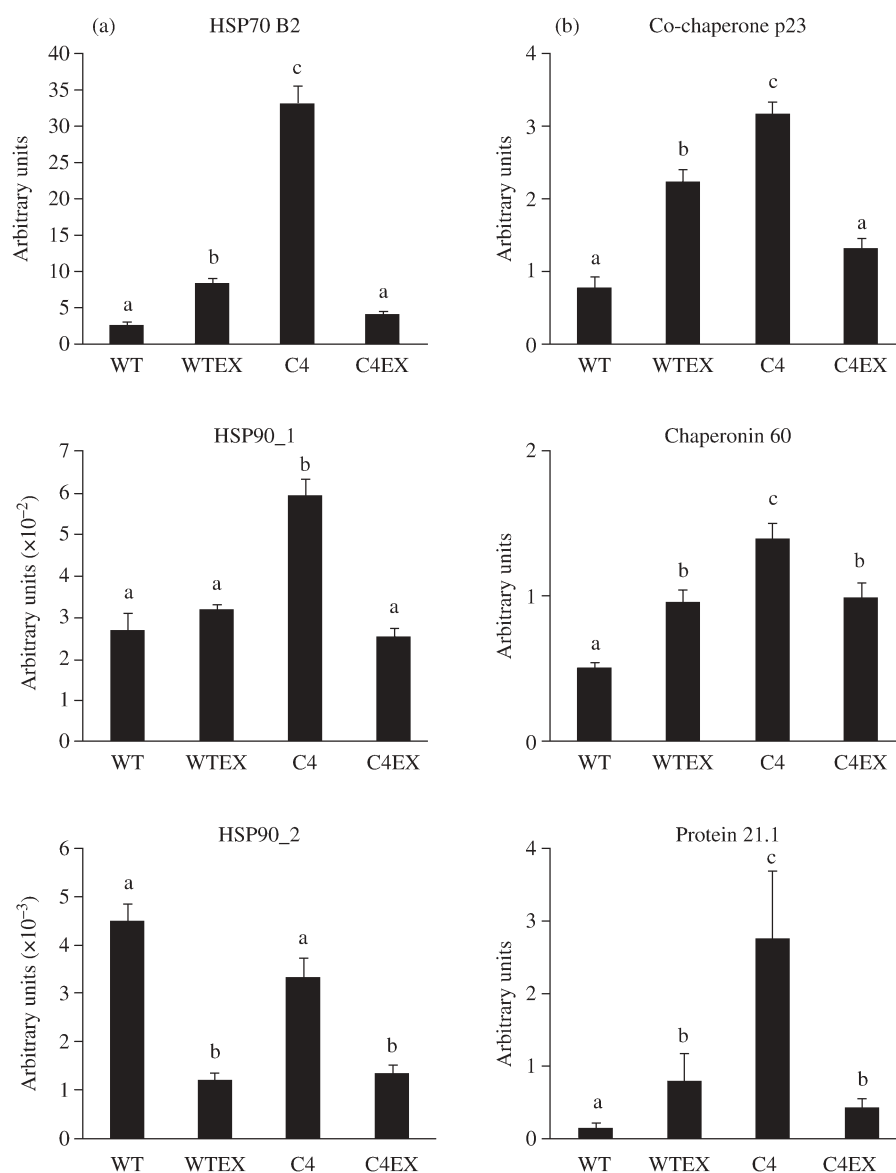 (a) HSP70 B2
Arbitrary units
40
35
30
25
20
15
10
5
0
a
b
c
a
WT WTEX C4 C4EX
(b) Co-chaperone p23
Arbitrary units
4
3
2
1
0
a
b
c
a
WT WTEX C4 C4EX
HSP90_1
Arbitrary units (×10⁻²)
7
6
5
4
3
2
1
0
a
a
b
a
WT WTEX C4 C4EX
Chaperonin 60
Arbitrary units
2
1
0
a
b
c
b
WT WTEX C4 C4EX
HSP90_2
Arbitrary units (×10⁻³)
6
5
4
3
2
1
0
a
b
a
b
WT WTEX C4 C4EX
Protein 21.1
Arbitrary units
4
3
2
1
0
a
b
c
b
WT WTEX C4 C4EX